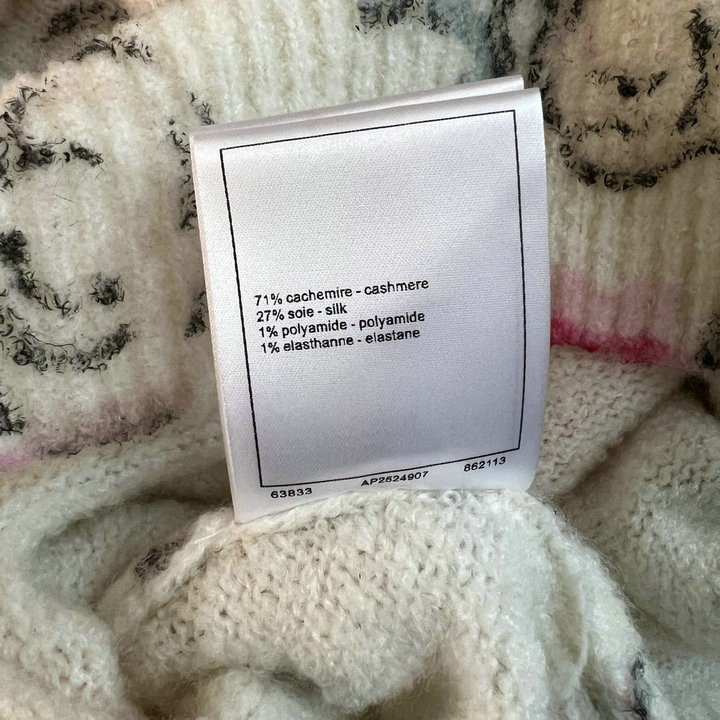 71% cachemire - cashmere
27% soie - silk
1% polyamide - polyamide
1% elasthanne - elastane
63833 AP2524907 862113